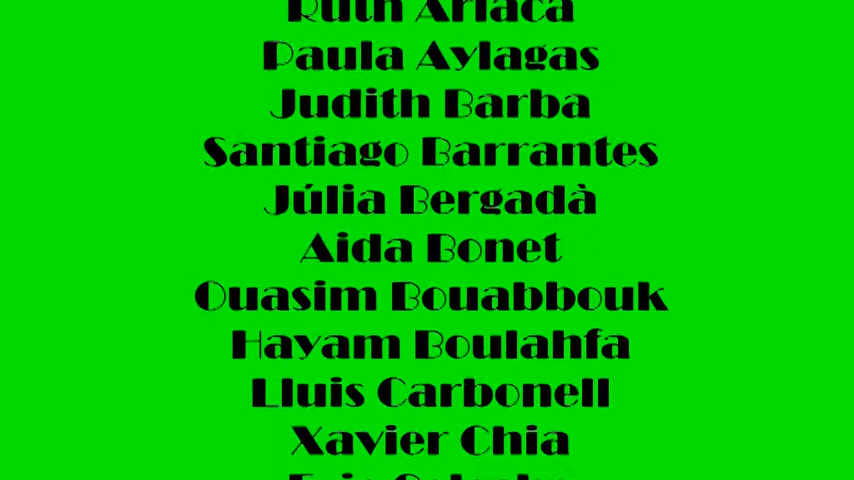 Ruth Arlaca
Paula Aylagas
Judith Barba
Santiago Barrantes
Júlia Bergadà
Aida Bonet
Ouasim Bouabbouk
Hayam Boulahfa
Lluis Carbonell
Xavier Chia